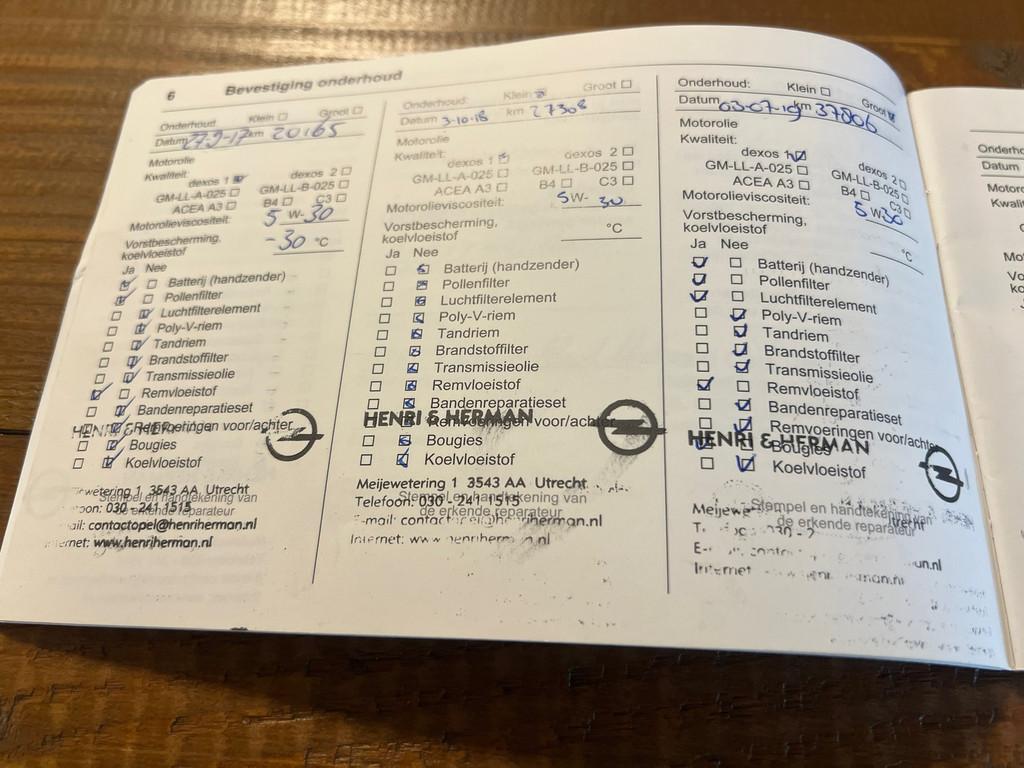 6 Bevestiging onderhoud
Onderhoud: Klein Groot
Datum 27-9-17 km 20165
Motorolie
Kwaliteit:
dexos 1 dexos 2
GM-LL-A-025 GM-LL-B-025
ACEA A3 B4 C3
Motorolieviscositeit: 5 W-30
Vorstbescherming,
koelvloeistof -30 °C
Ja Nee
Batterij (handzender)
Pollenfilter
Luchtfilterelement
Poly-V-riem
Tandriem
Brandstoffilter
Transmissieolie
Remvloeistof
Bandenreparatieset
Remvoeringen voor/achter
Bougies
Koelvloeistof
3543 AA Utrecht
Stempel en handtekening van
030 - 241 1515
de erkende reparateur
contactopel@henriherman.nl
www.henriherman.nl
Onderhoud: Klein Groot
Datum 3-10-18 km 27308
Motorolie
Kwaliteit:
dexos 1 dexos 2
GM-LL-A-025 GM-LL-B-025
ACEA A3 B4 C3
Motorolieviscositeit: 5 W- 30
Vorstbescherming,
koelvloeistof °C
Ja Nee
Batterij (handzender)
Pollenfilter
Luchtfilterelement
Poly-V-riem
Tandriem
Brandstoffilter
Transmissieolie
Remvloeistof
Bandenreparatieset
HENRI & HERMAN
Remvoeringen voor/achter
Bougies
Koelvloeistof
Meijewetering 1 3543 AA Utrecht
Stempel en handtekening van
Telefoon: 030 - 241 1515
de erkende reparateur
Internet:
Onderhoud: Klein Groot
Datum 03-07-19 km 37806
Motorolie
Kwaliteit:
dexos 1 dexos 2
GM-LL-A-025 GM-LL-B-025
ACEA A3 B4 C3
Motorolieviscositeit: 5 W 30
Vorstbescherming,
koelvloeistof °C
Ja Nee
Batterij (handzender)
Pollenfilter
Luchtfilterelement
Poly-V-riem
Tandriem
Brandstoffilter
Transmissieolie
Remvloeistof
Bandenreparatieset
Remvoeringen voor/achter
HENRI & HERMAN
Bougies
Koelvloeistof
Stempel en handtekening van
de erkende reparateur
Internet
Datum